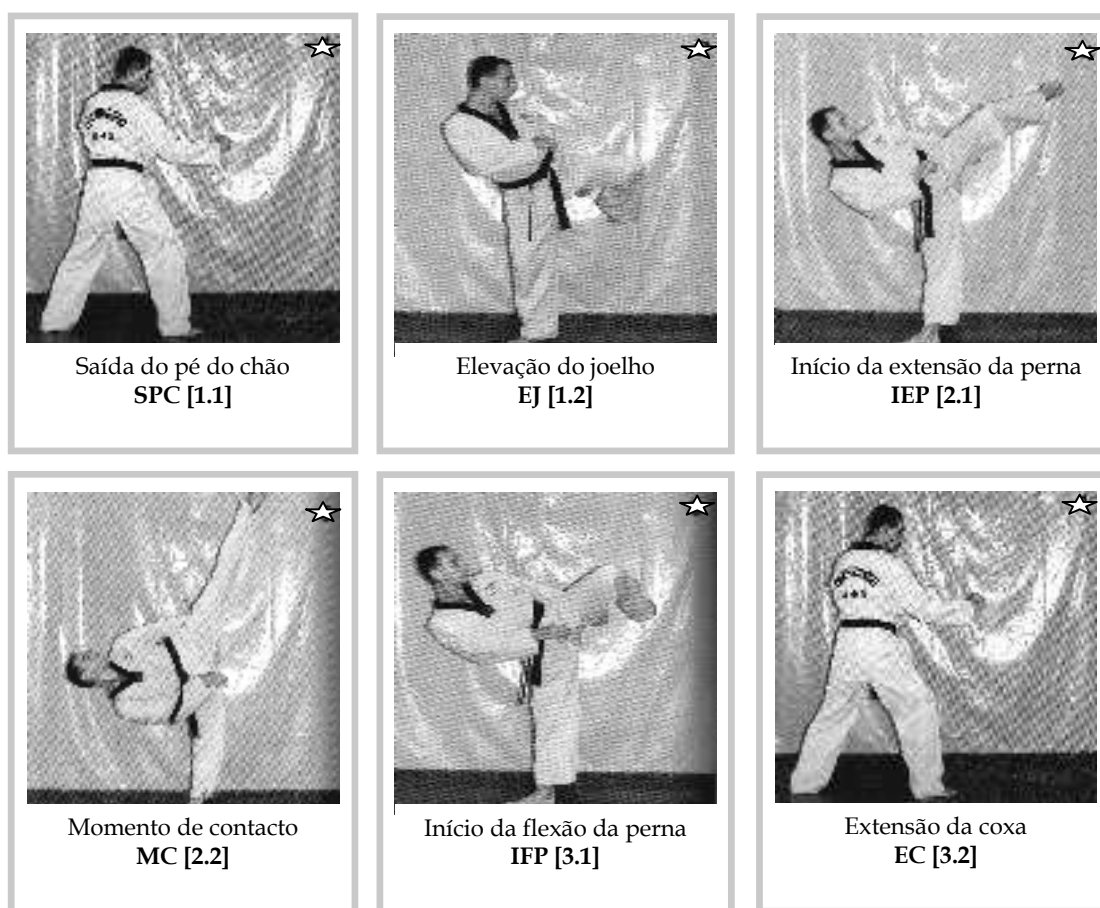 Saída do pé do chão
SPC [1.1]
Elevação do joelho
EJ [1.2]
Início da extensão da perna
IEP [2.1]
Momento de contacto
MC [2.2]
Início da flexão da perna
IFP [3.1]
Extensão da coxa
EC [3.2]